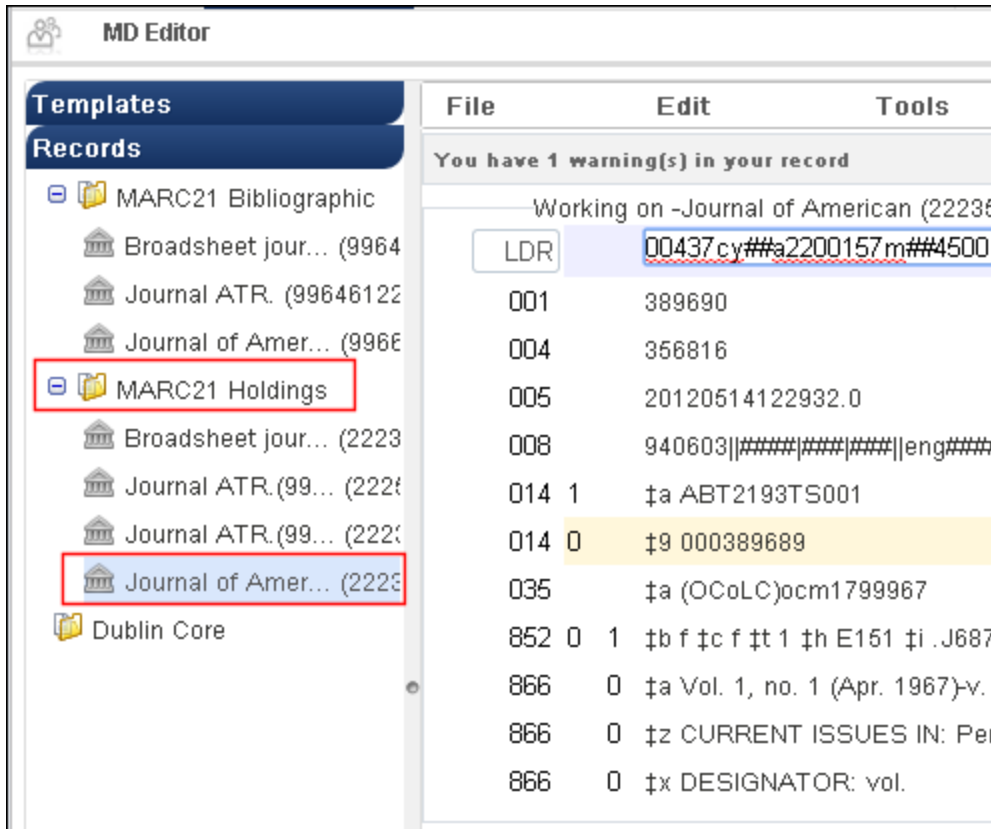 MD Editor
Templates
Records
MARC21 Bibliographic
Broadsheet jour... (9964
Journal ATR. (99646122
Journal of Amer... (9966
MARC21 Holdings
Broadsheet jour... (2223
Journal ATR.(99... (222
Journal ATR.(99... (222
Journal of Amer... (2223
Dublin Core
File Edit Tools
You have 1 warning(s) in your record
Working on -Journal of American (22235
LDR 00437cy##a2200157m##4500
001 389690
004 356816
005 20120514122932.0
008 940603||####|###|###||eng####
014 1 ‡a ABT2193TS001
014 0 ‡9 000389689
035 ‡a (OCoLC)ocm1799967
852 0 1 ‡b f ‡c f ‡t 1 ‡h E151 ‡i .J687
866 0 ‡a Vol. 1, no. 1 (Apr. 1967)-v.
866 0 ‡z CURRENT ISSUES IN: Per
866 0 ‡x DESIGNATOR: vol.